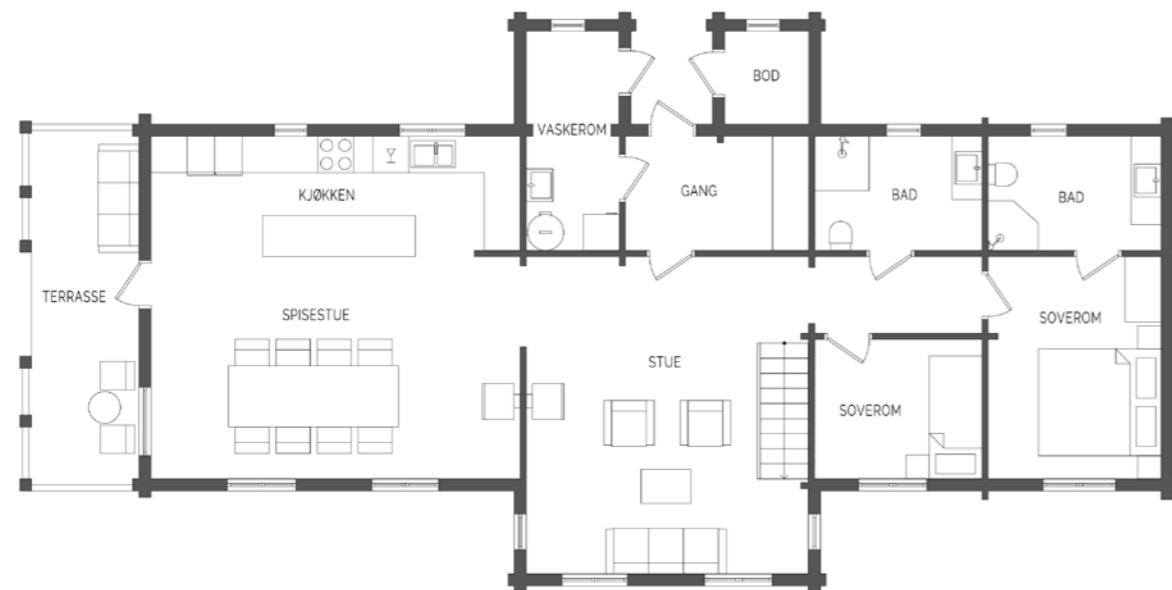 BOD
VASKEROM
KJØKKEN
GANG
BAD
BAD
TERRASSE
SPISESTUE
SOVEROM
STUE
SOVEROM